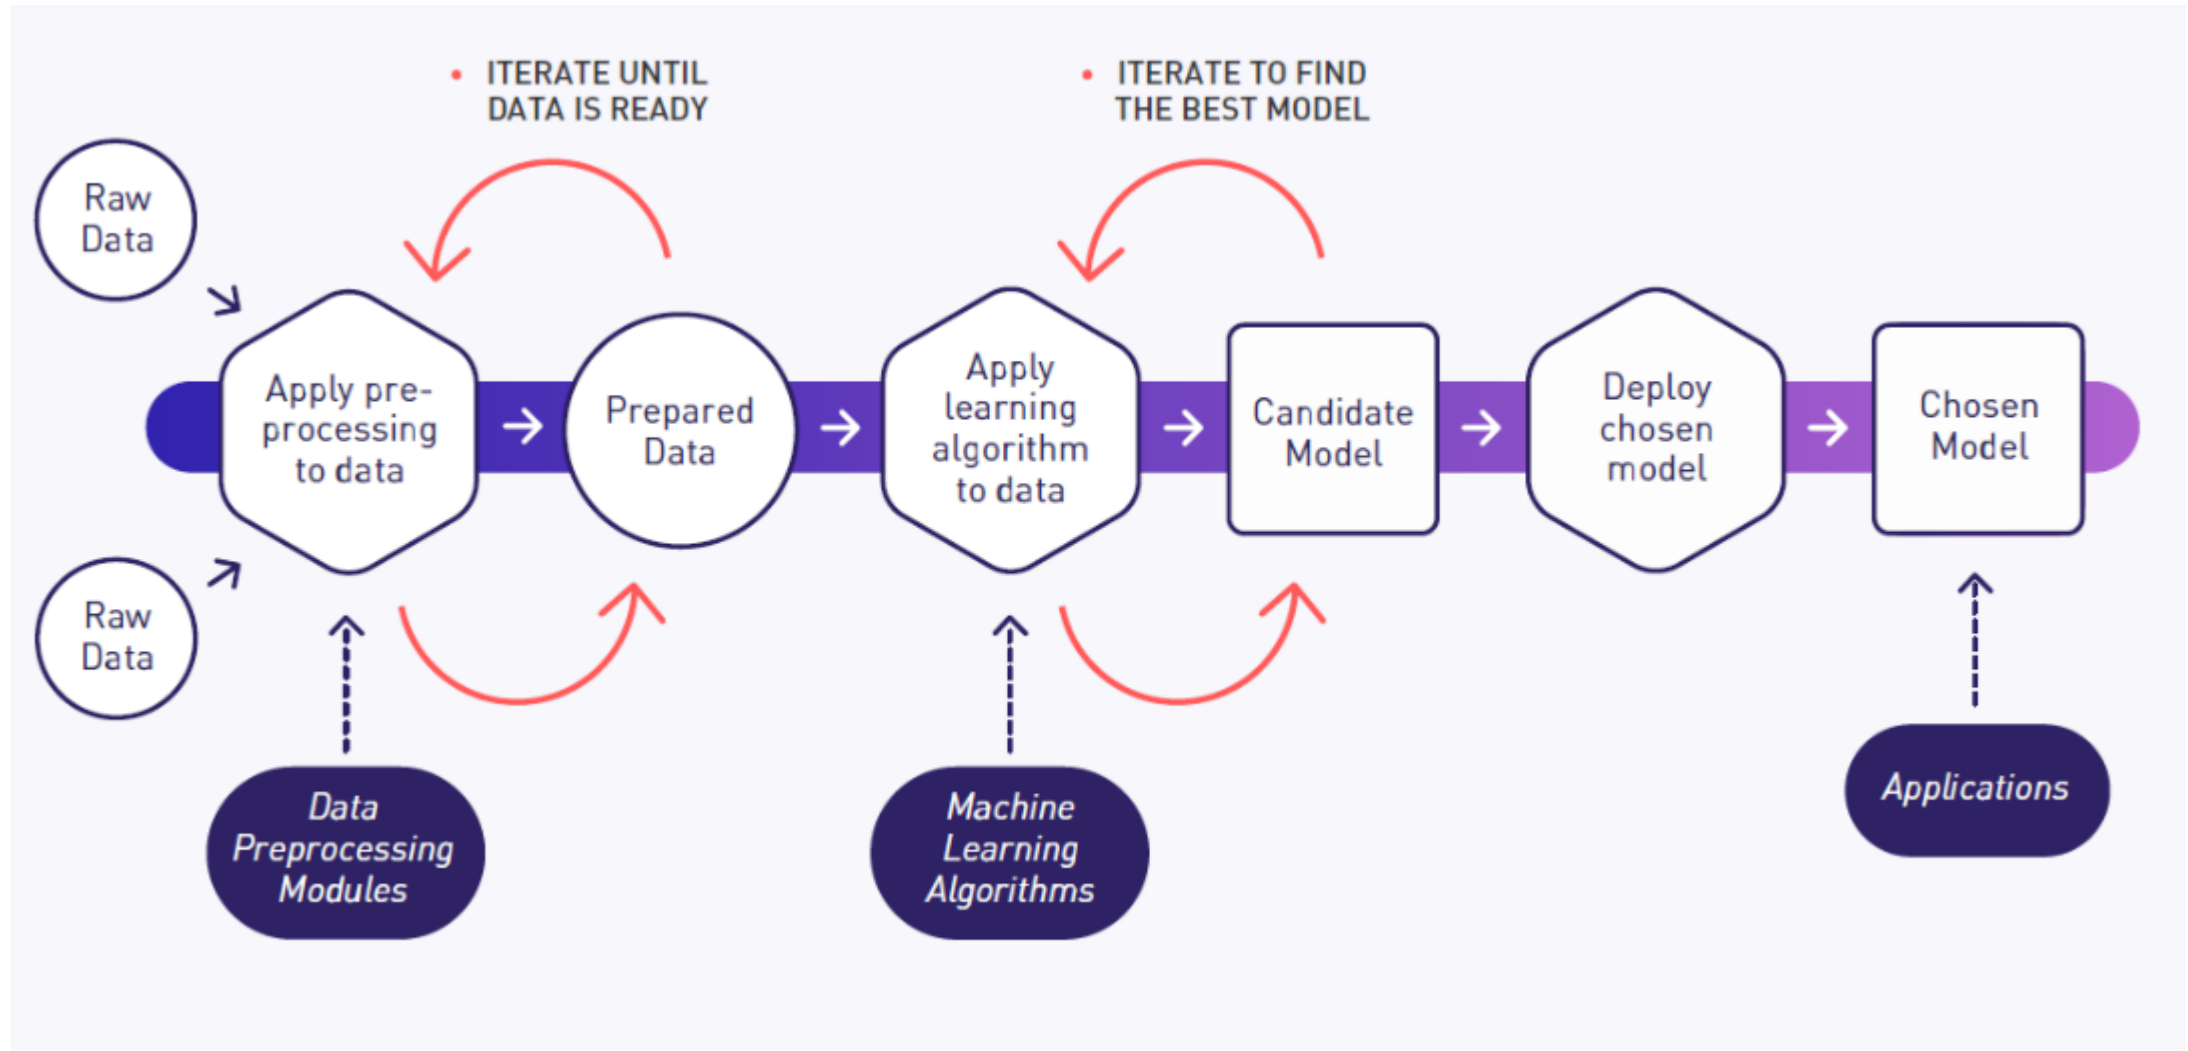 ITERATE UNTIL
DATA IS READY
ITERATE TO FIND
THE BEST MODEL
Raw
Data
Raw
Data
Apply pre-
processing
to data
Prepared
Data
Apply
learning
algorithm
to data
Candidate
Model
Deploy
chosen
model
Chosen
Model
Data
Preprocessing
Modules
Machine
Learning
Algorithms
Applications